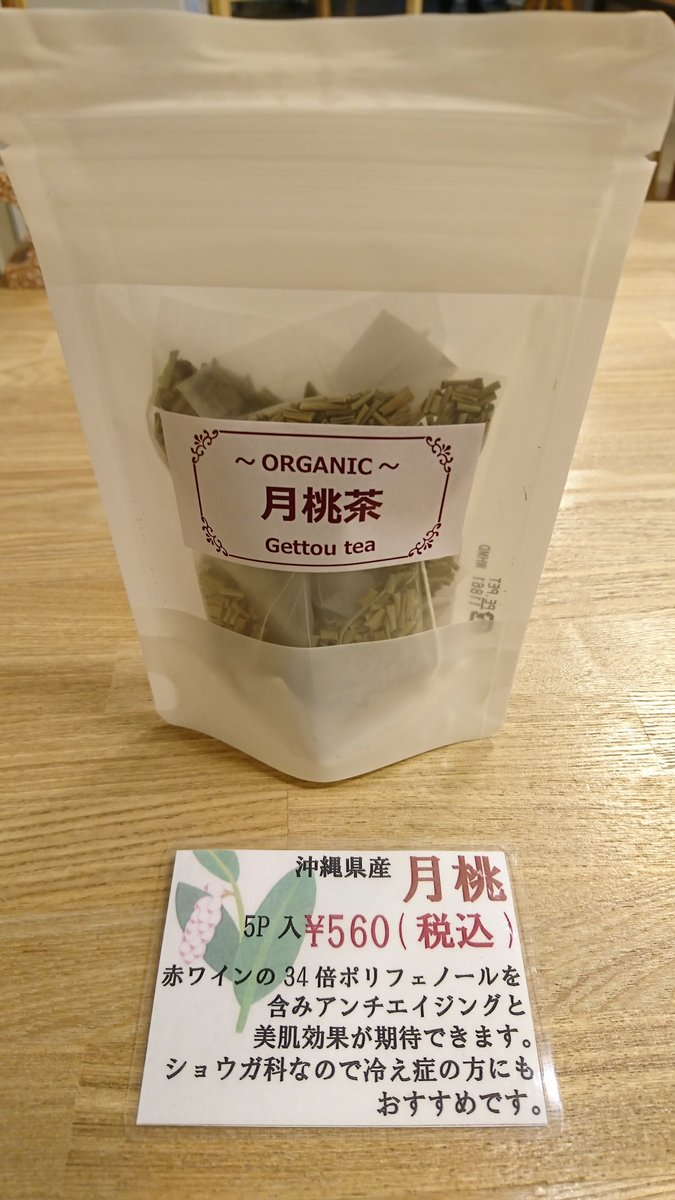 ～ORGANIC～
月桃茶
Gettou tea
沖縄県産 月桃
5P 入¥560(税込)
赤ワインの34倍ポリフェノールを
含みアンチエイジングと
美肌効果が期待できます。
ショウガ科なので冷え症の方にも
おすすめです。